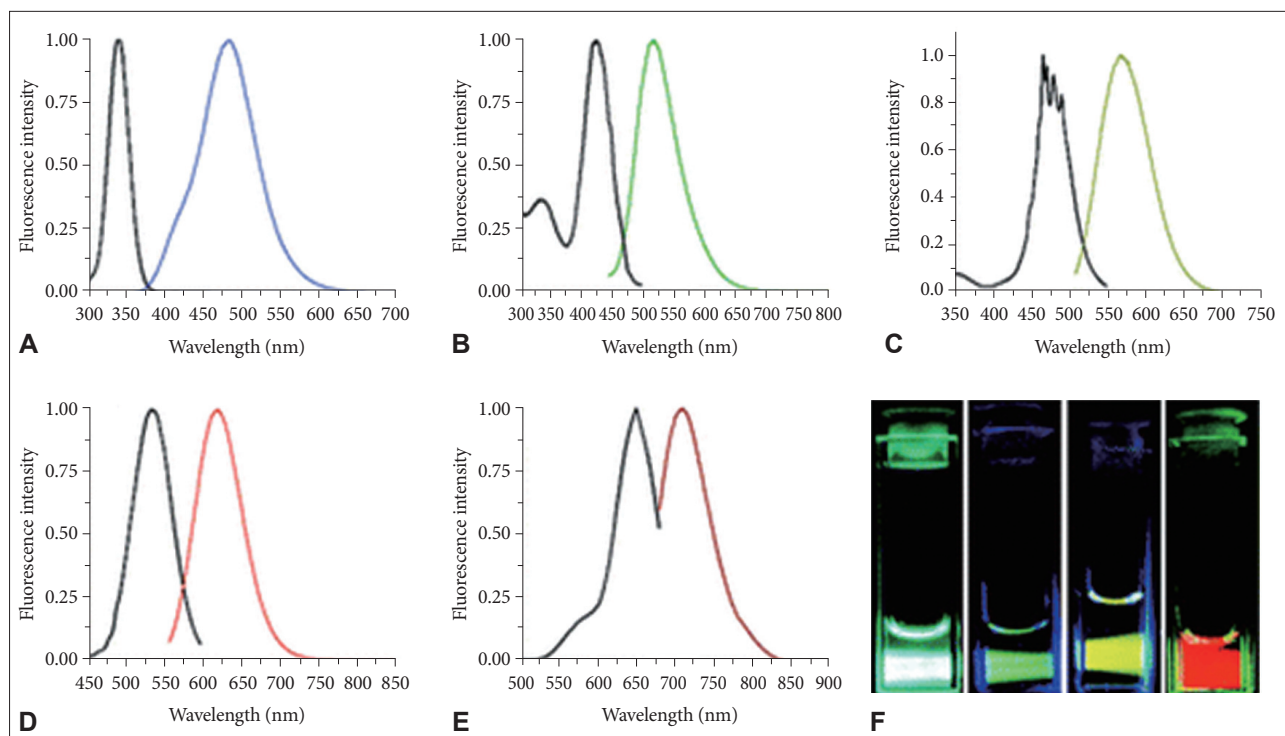 1.00
0.75
0.50
0.25
0.00
Fluorescence intensity
300 350 400 450 500 550 600 650 700
Wavelength (nm)
A
1.00
0.75
0.50
0.25
0.00
Fluorescence intensity
300 350 400 450 500 550 600 650 700 750 800
Wavelength (nm)
B
1.0
0.8
0.6
0.4
0.2
0.0
Fluorescence intensity
350 400 450 500 550 600 650 700 750
Wavelength (nm)
C
1.00
0.75
0.50
0.25
0.00
Fluorescence intensity
450 500 550 600 650 700 750 800 850
Wavelength (nm)
D
1.00
0.75
0.50
0.25
0.00
Fluorescence intensity
500 550 600 650 700 750 800 850 900
Wavelength (nm)
E
F